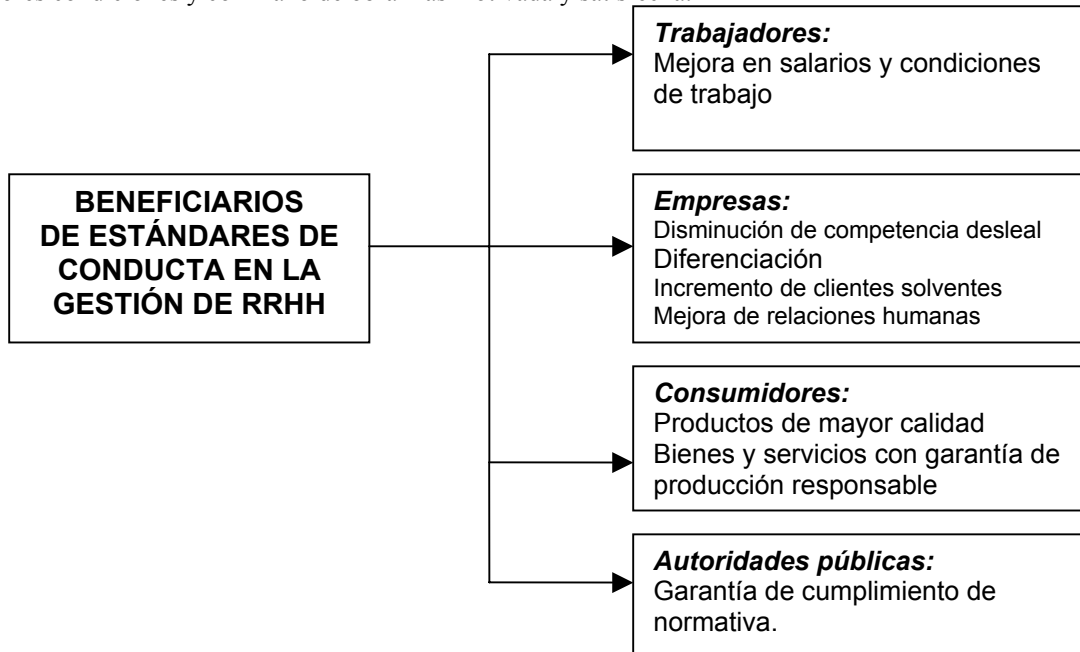 Trabajadores:
Mejora en salarios y condiciones
de trabajo
BENEFICIARIOS
DE ESTÁNDARES DE
CONDUCTA EN LA
GESTIÓN DE RRHH
Empresas:
Disminución de competencia desleal
Diferenciación
Incremento de clientes solventes
Mejora de relaciones humanas
Consumidores:
Productos de mayor calidad
Bienes y servicios con garantía de
producción responsable
Autoridades públicas:
Garantía de cumplimiento de
normativa.